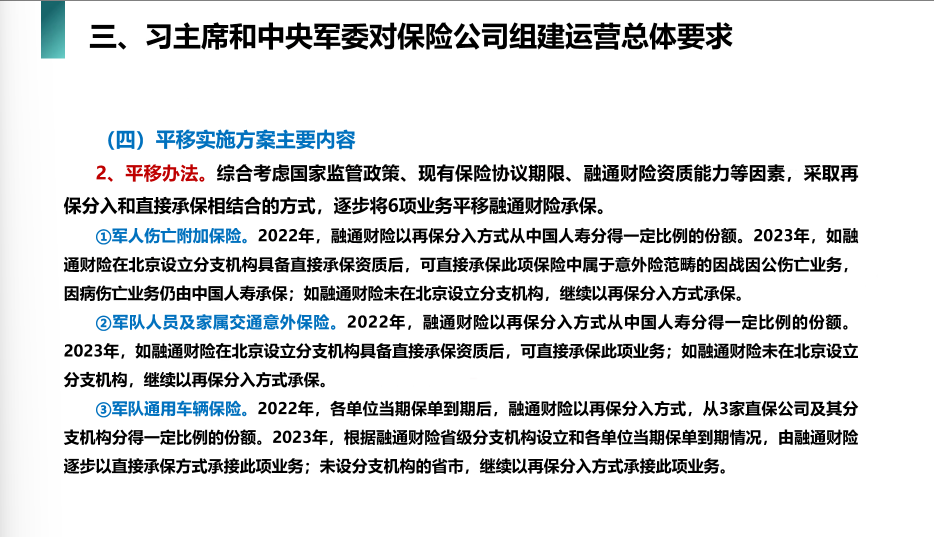 三、习主席和中央军委对保险公司组建运营总体要求
（四）平移实施方案主要内容
2、平移办法。综合考虑国家监管政策、现有保险协议期限、融通财险资质能力等因素，采取再
保分入和直接承保相结合的方式，逐步将6项业务平移融通财险承保。
①军人伤亡附加保险。2022年，融通财险以再保分入方式从中国人寿分得一定比例的份额。2023年，如融
通财险在北京设立分支机构具备直接承保资质后，可直接承保此项保险中属于意外险范畴的因战因公伤亡业务，
因病伤亡业务仍由中国人寿承保；如融通财险未在北京设立分支机构，继续以再保分入方式承保。
②军队人员及家属交通意外保险。2022年，融通财险以再保分入方式从中国人寿分得一定比例的份额。
2023年，如融通财险在北京设立分支机构具备直接承保资质后，可直接承保此项业务；如融通财险未在北京设立
分支机构，继续以再保分入方式承保。
③军队通用车辆保险。2022年，各单位当期保单到期后，融通财险以再保分入方式，从3家直保公司及其分
支机构分得一定比例的份额。2023年，根据融通财险省级分支机构设立和各单位当期保单到期情况，由融通财险
逐步以直接承保方式承接此项业务；未设分支机构的省市，继续以再保分入方式承接此项业务。